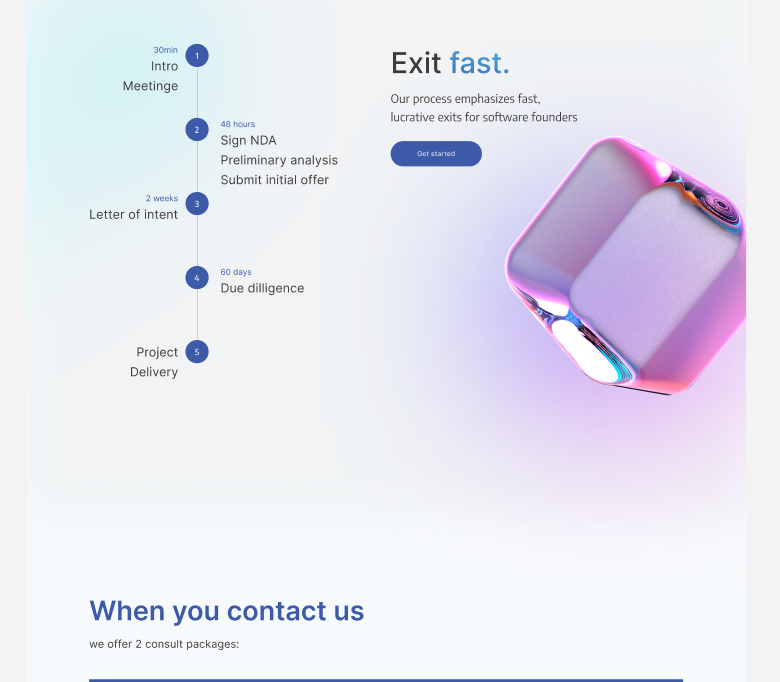 30min
1
Intro
Meetinge
2
48 hours
Sign NDA
Preliminary analysis
Submit initial offer
2 weeks
3
Letter of intent
4
60 days
Due dilligence
5
Project
Delivery
Exit fast.
Our process emphasizes fast,
lucrative exits for software founders
Get started
When you contact us
we offer 2 consult packages: